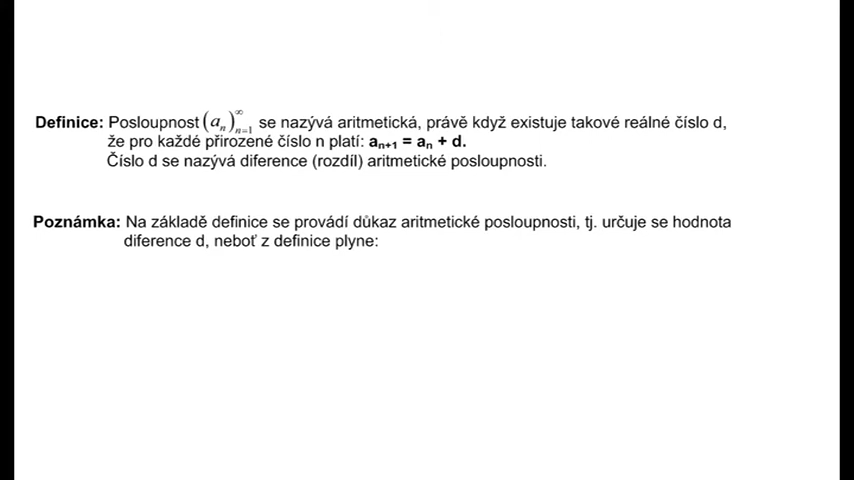 Definice: Posloupnost (aₙ)ₙ₌₁^∞ se nazývá aritmetická, právě když existuje takové reálné číslo d,
že pro každé přirozené číslo n platí: aₙ₊₁ = aₙ + d.
Číslo d se nazývá diference (rozdíl) aritmetické posloupnosti.
Poznámka: Na základě definice se provádí důkaz aritmetické posloupnosti, tj. určuje se hodnota
diference d, neboť z definice plyne: